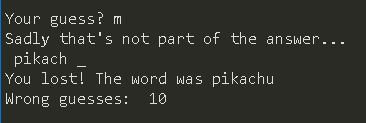 Your guess? m
Sadly that's not part of the answer...
 pikach _
You lost! The word was pikachu
Wrong guesses:  10